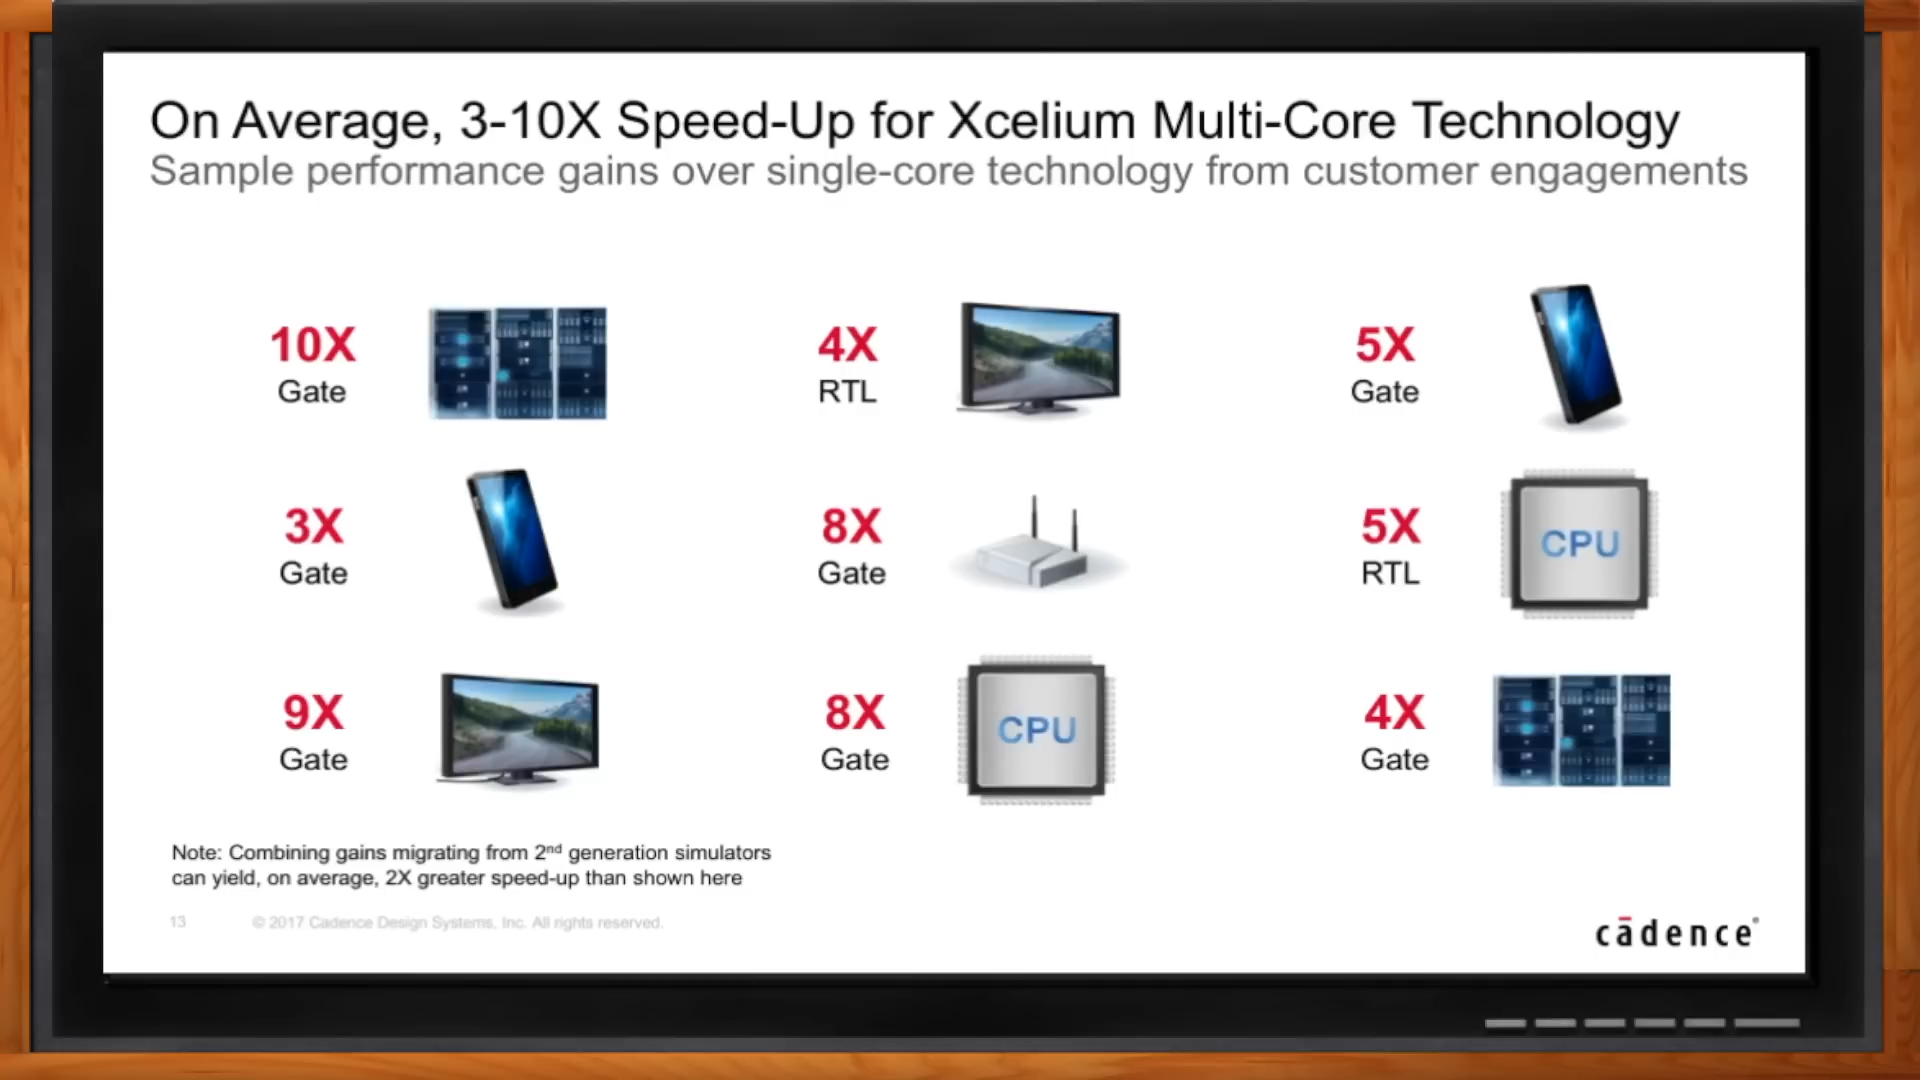 On Average, 3-10X Speed-Up for Xcelium Multi-Core Technology
Sample performance gains over single-core technology from customer engagements
10X
Gate
4X
RTL
5X
Gate
3X
Gate
8X
Gate
5X
RTL
CPU
9X
Gate
8X
Gate
CPU
4X
Gate
Note: Combining gains migrating from 2nd generation simulators
can yield, on average, 2X greater speed-up than shown here
13
© 2017 Cadence Design Systems, Inc. All rights reserved.
cādence®